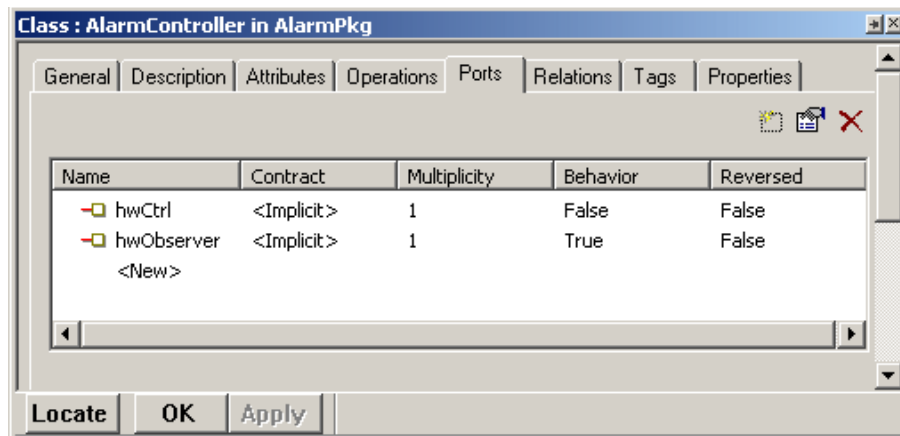 Class : AlarmController in AlarmPkg
General Description Attributes Operations Ports Relations Tags Properties
Name Contract Multiplicity Behavior Reversed
hwCtrl <Implicit> 1 False False
hwObserver <Implicit> 1 True False
<New>
Locate OK Apply